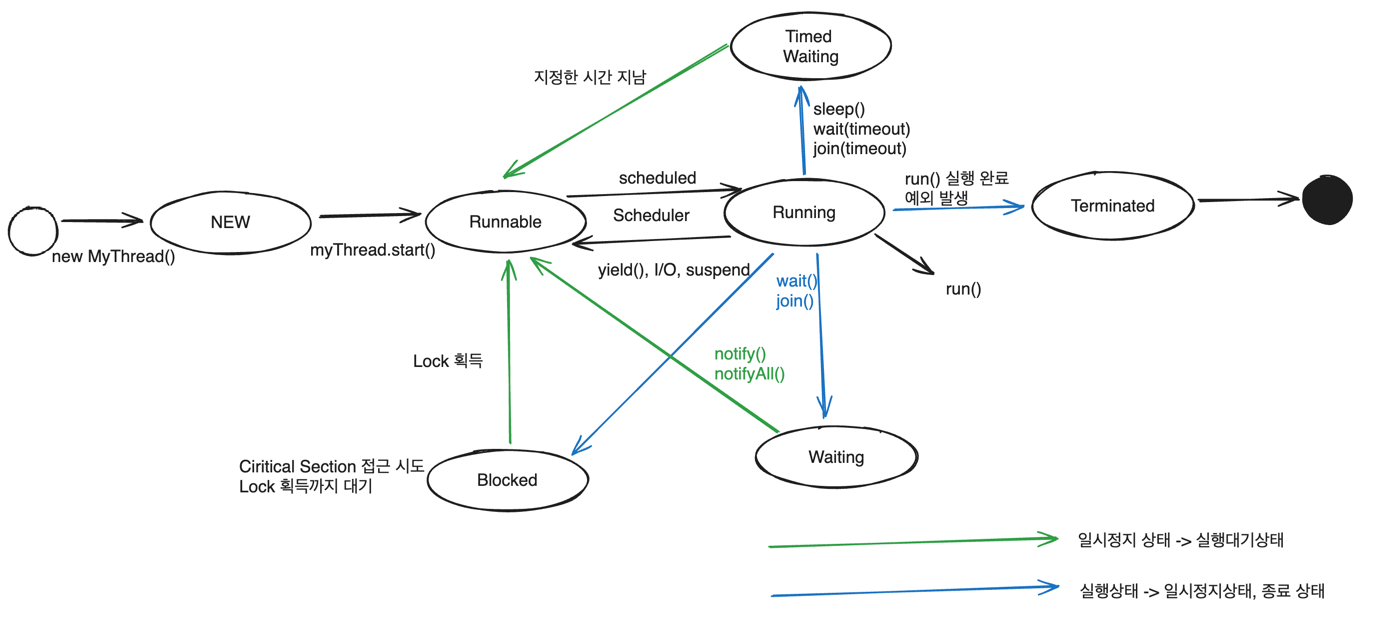 Timed
Waiting
지정한 시간 지남
sleep()
wait(timeout)
join(timeout)
scheduled
run() 실행 완료
예외 발생
NEW
Runnable
Scheduler
Running
Terminated
new MyThread()
myThread.start()
yield(), I/O, suspend
wait()
join()
run()
Lock 획득
notify()
notifyAll()
Ciritical Section 접근 시도
Lock 획득까지 대기
Blocked
Waiting
일시정지 상태 -> 실행대기상태
실행상태 -> 일시정지상태, 종료 상태